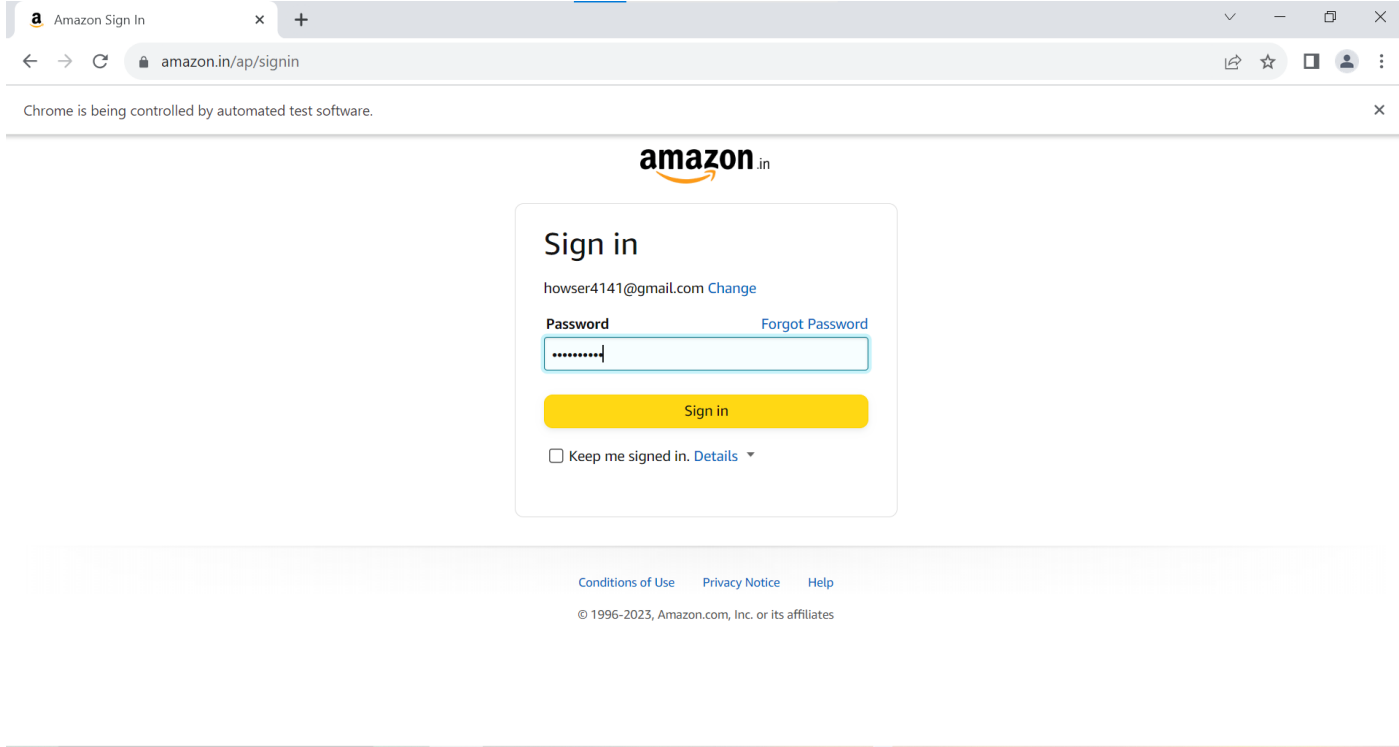 a Amazon Sign In
amazon.in/ap/signin
Chrome is being controlled by automated test software.
amazon.in
Sign in
howser4141@gmail.com Change
Password Forgot Password
••••••••••
Sign in
Keep me signed in. Details
Conditions of Use Privacy Notice Help
© 1996-2023, Amazon.com, Inc. or its affiliates